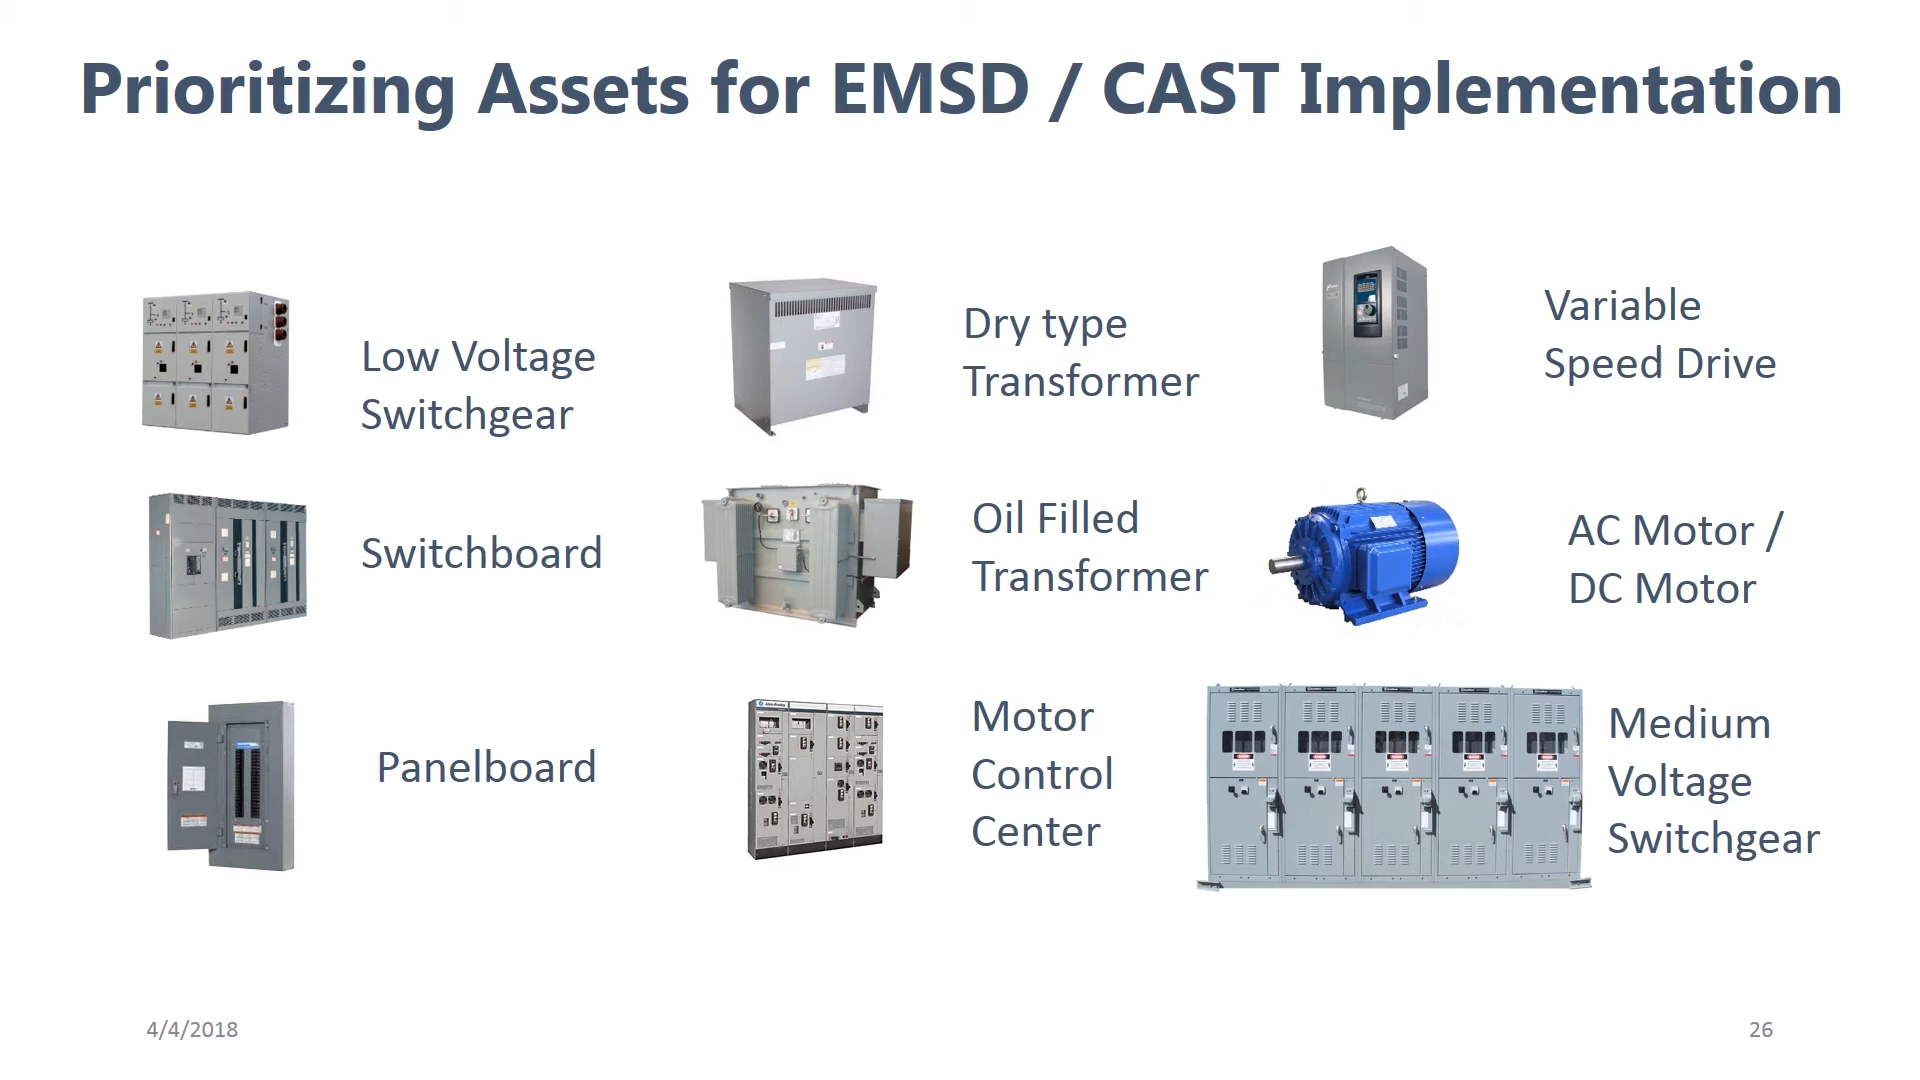 Prioritizing Assets for EMSD / CAST Implementation
Low Voltage
Switchgear
Dry type
Transformer
Variable
Speed Drive
Switchboard
Oil Filled
Transformer
AC Motor /
DC Motor
Panelboard
Motor
Control
Center
Medium
Voltage
Switchgear
4/4/2018
26